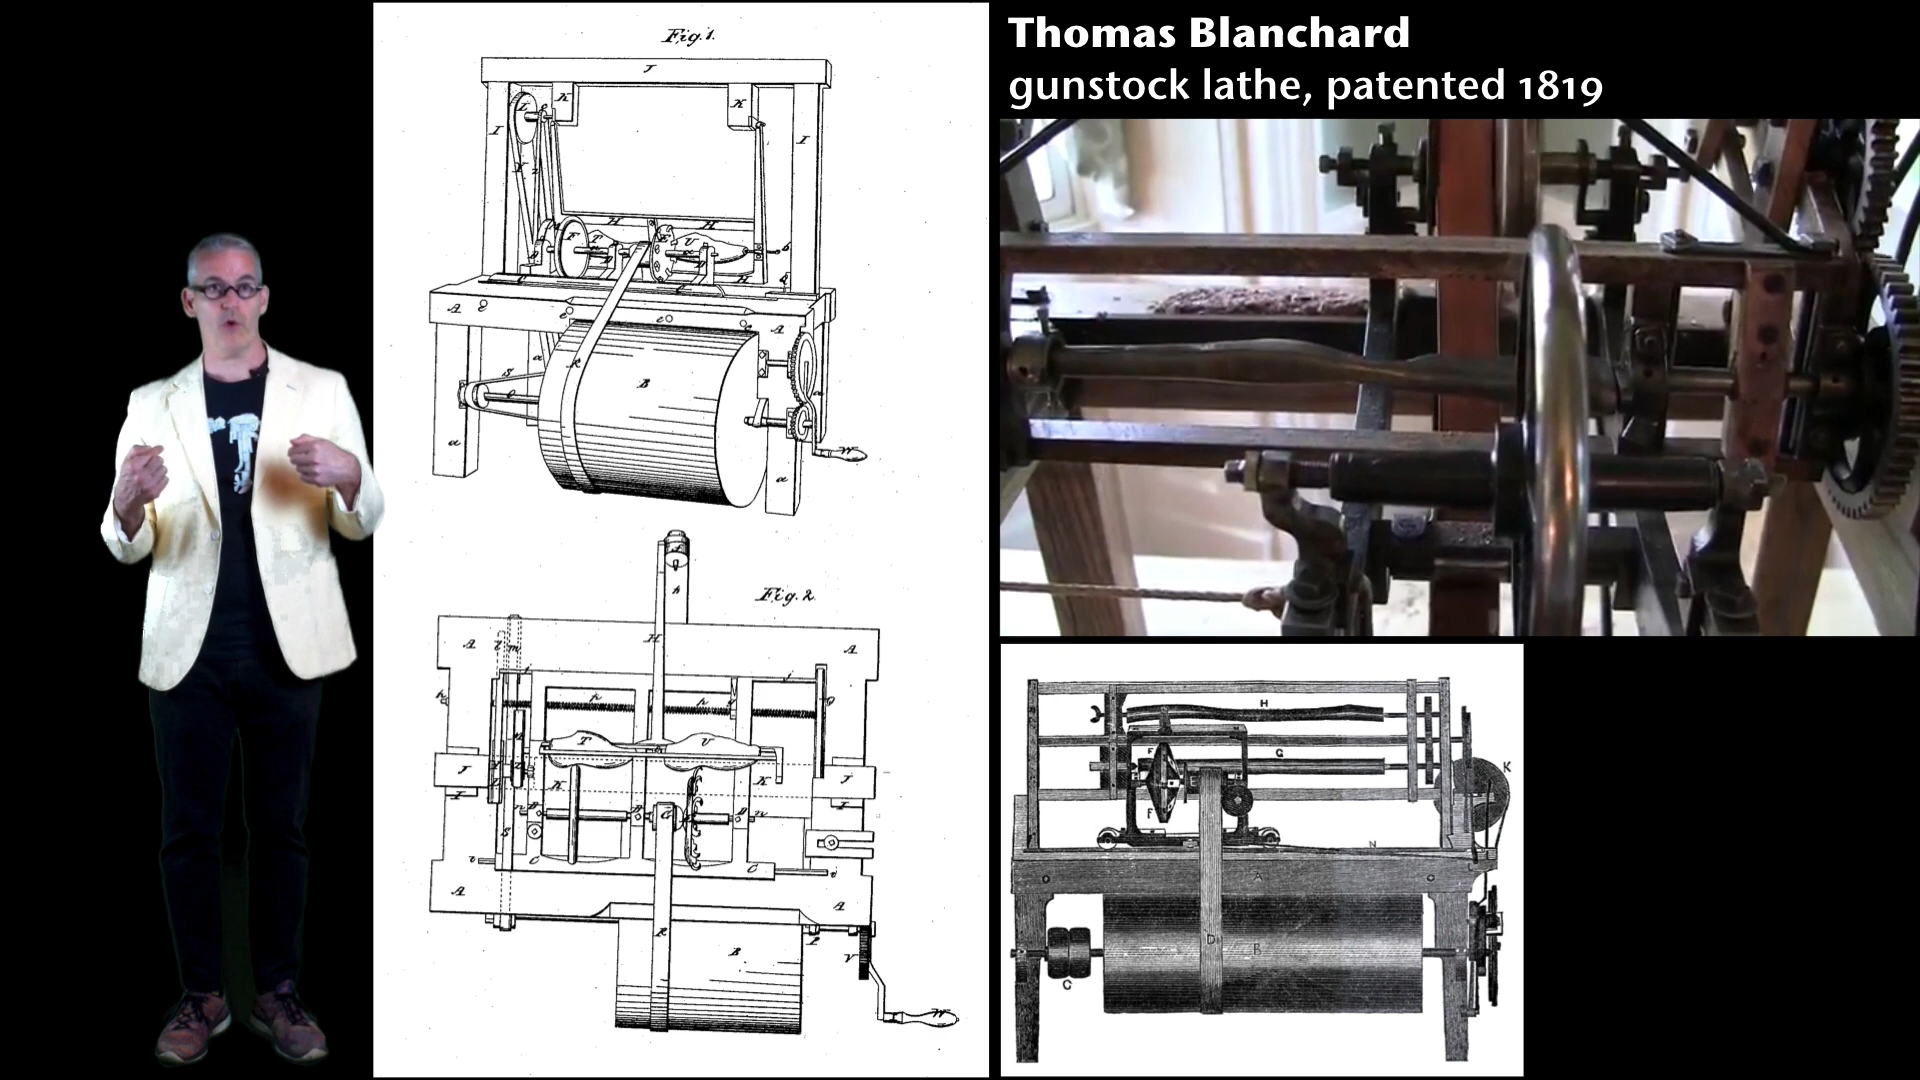 Fig. 1.
J
K
K
L
I
I
H
H
F
T
E
U
b
A
e
e
e
A
a
S
R
B
a
W
a
a
Fig. 2.
h
H
A
l
m
A
p
p
T
U
J
K
K
J
I
I
G
n
S
C
C
A
A
R
B
P
V
W
Thomas Blanchard
gunstock lathe, patented 1819
H
F
G
K
E
F
N
A
D
B
C